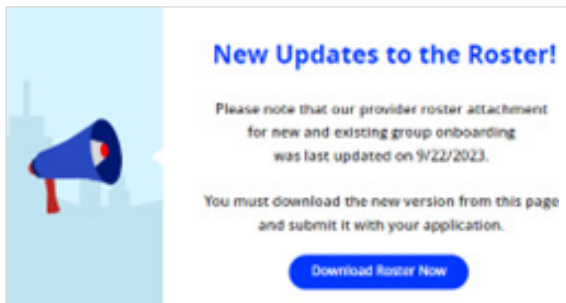 New Updates to the Roster!
Please note that our provider roster attachment
for new and existing group onboarding
was last updated on 9/22/2023.
You must download the new version from this page
and submit it with your application.
Download Roster Now